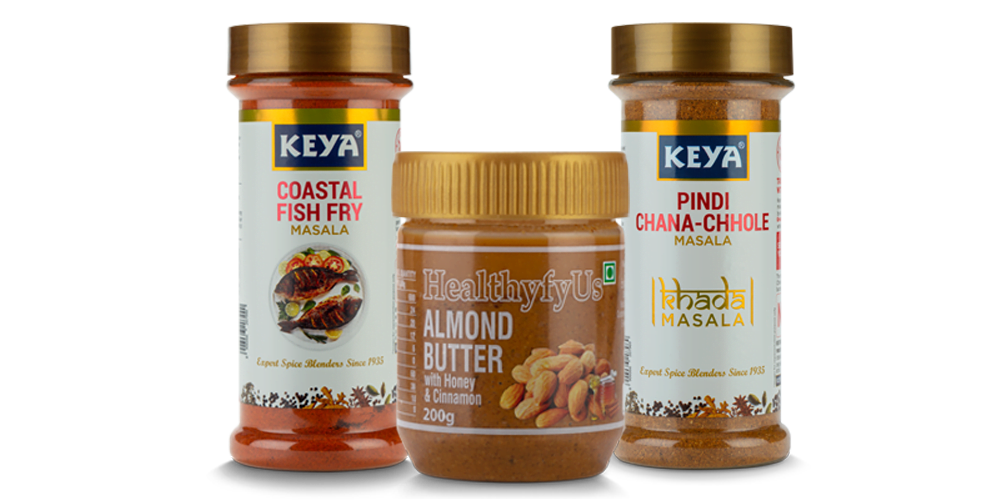 KEYA®
COASTAL
FISH FRY
MASALA
Expert Spice Blenders Since 1935
HealthyfyUs
ALMOND
BUTTER
with Honey
& Cinnamon
200g
KEYA®
PINDI
CHANA-CHHOLE
MASALA
khada
MASALA
Expert Spice Blenders Since 1935